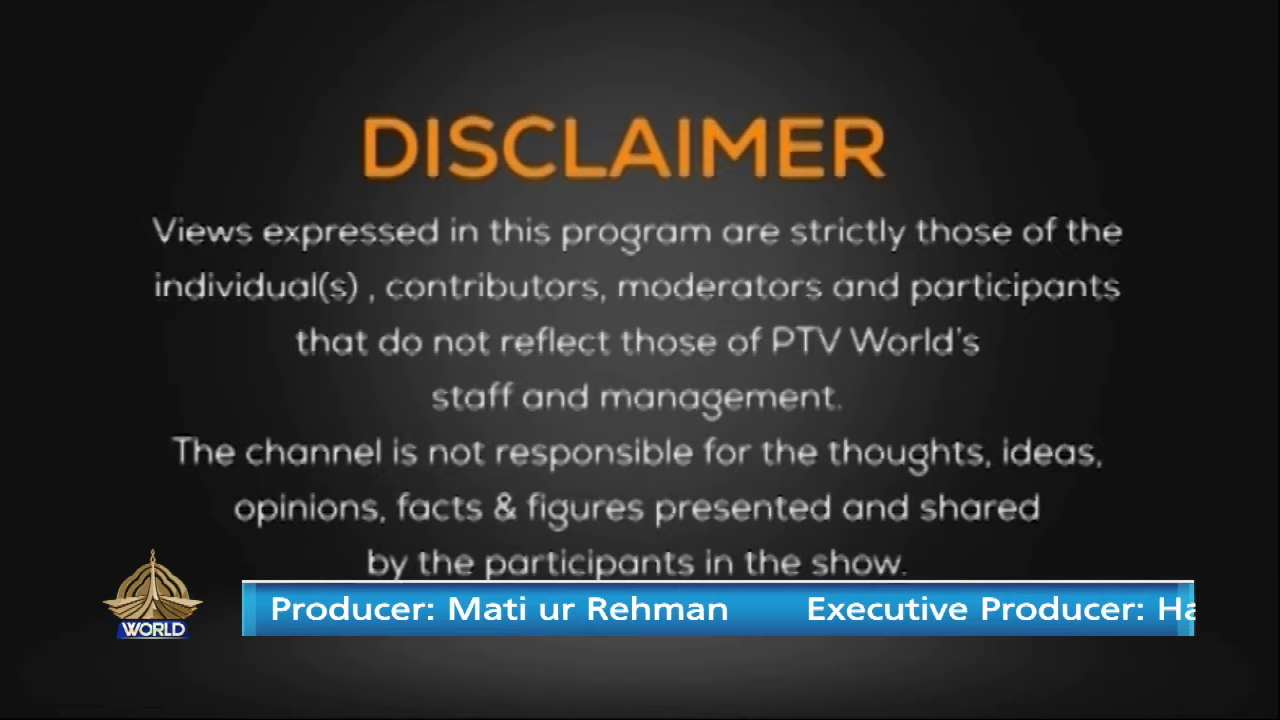 DISCLAIMER
Views expressed in this program are strictly those of the
individual(s) , contributors, moderators and participants
that do not reflect those of PTV World's
staff and management.
The channel is not responsible for the thoughts, ideas,
opinions, facts & figures presented and shared
by the participants in the show.
WORLD
Producer: Mati ur Rehman Executive Producer: